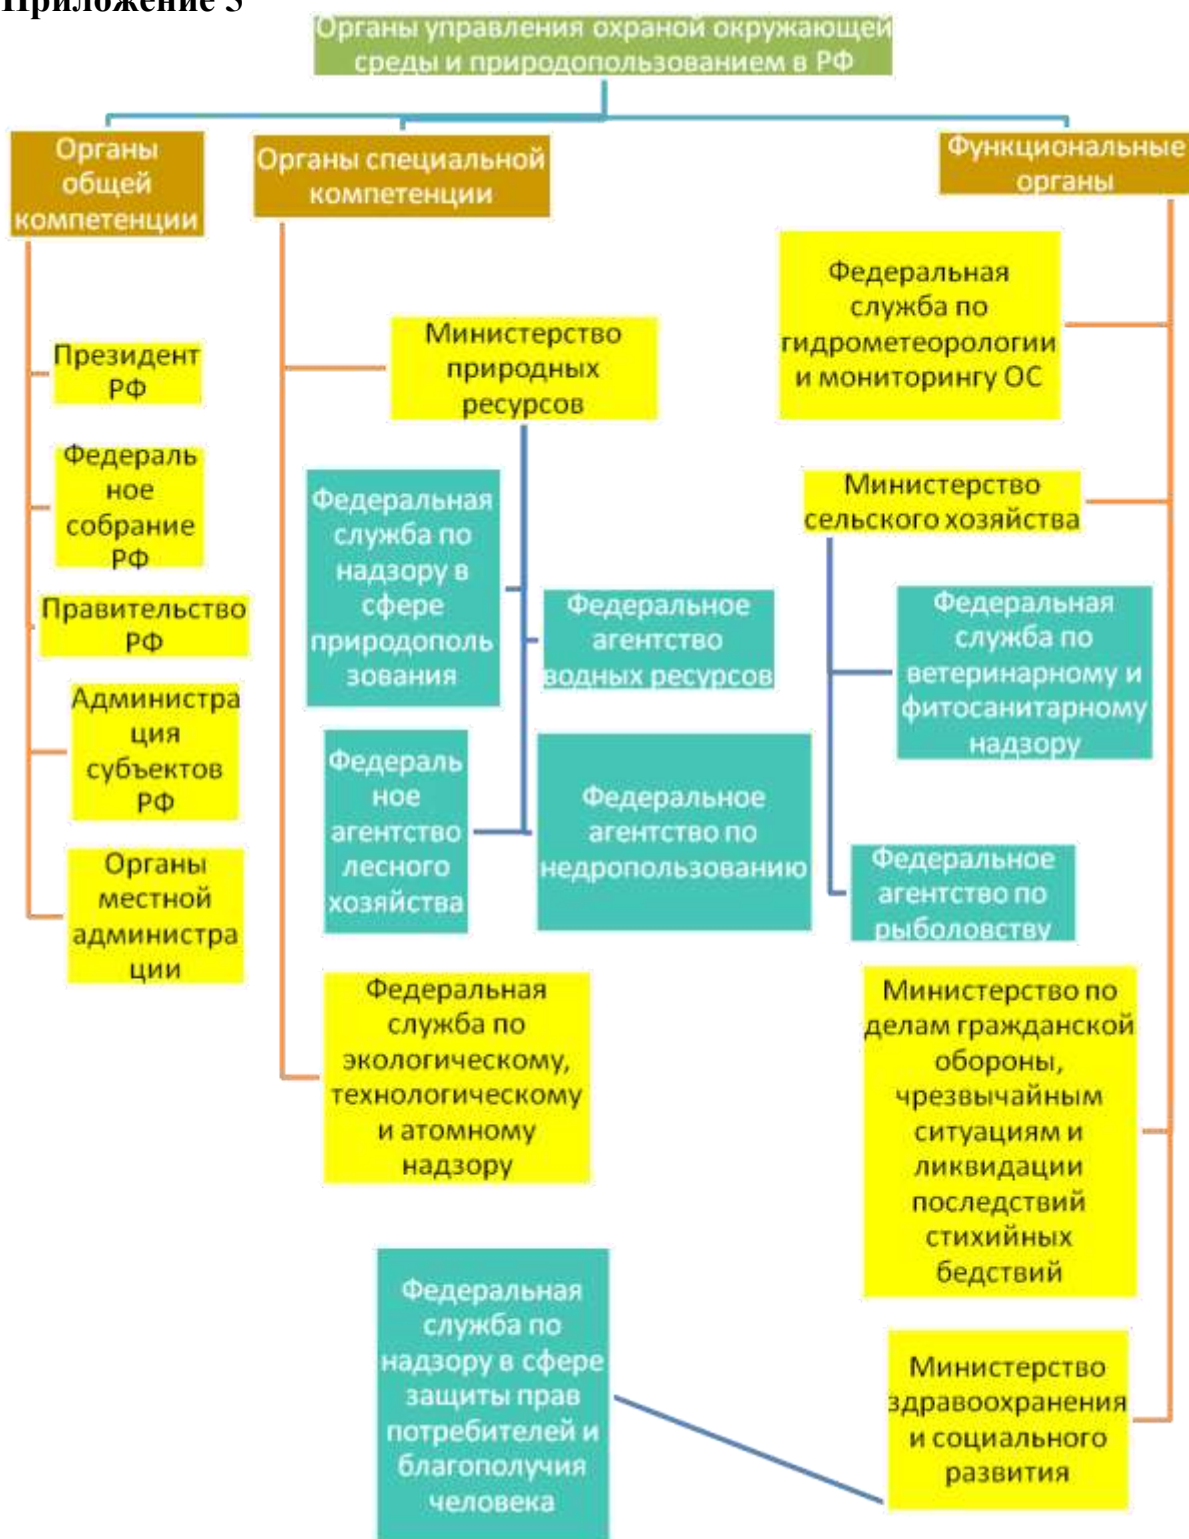 Приложение 3
Органы управления охраной окружающей
среды и природопользованием в РФ
Органы
общей
компетенции
Президент
РФ
Федераль
ное
собрание
РФ
Правительство
РФ
Администра
ция
субъектов
РФ
Органы
местной
администра
ции
Органы специальной
компетенции
Министерство
природных
ресурсов
Федеральная
служба по
надзору в
сфере
природополь
зования
Федеральное
агентство
водных ресурсов
Федераль
ное
агентство
лесного
хозяйства
Федеральное
агентство по
недропользованию
Федеральная
служба по
экологическому,
технологическому
и атомному
надзору
Функциональные
органы
Федеральная
служба по
гидрометеорологии
и мониторингу ОС
Министерство
сельского хозяйства
Федеральная
служба по
ветеринарному и
фитосанитарному
надзору
Федеральное
агентство по
рыболовству
Министерство по
делам гражданской
обороны,
чрезвычайным
ситуациям и
ликвидации
последствий
стихийных
бедствий
Министерство
здравоохранения
и социального
развития
Федеральная
служба по
надзору в сфере
защиты прав
потребителей и
благополучия
человека